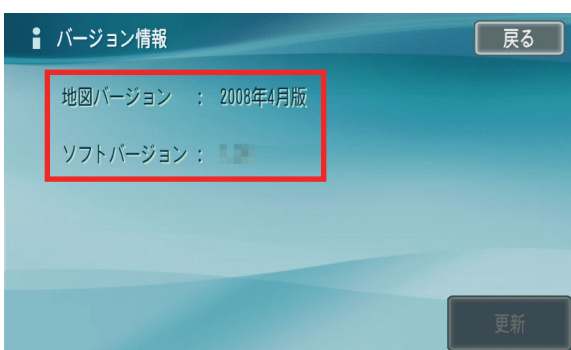 バージョン情報
戻る
地図バージョン : 2008年4月版
ソフトバージョン :
更新